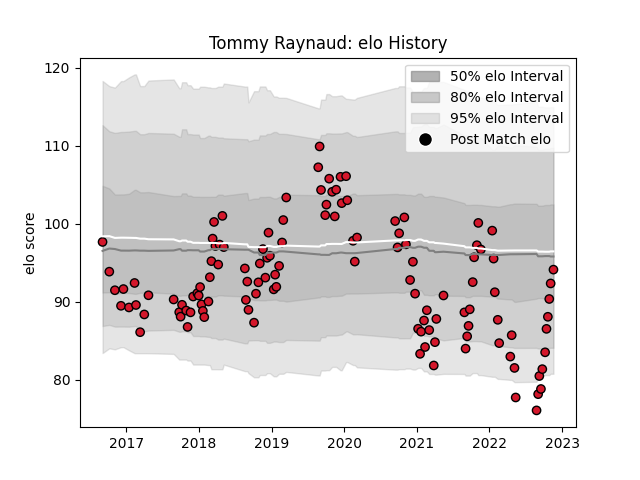 Tommy Raynaud: elo History
120
110
100
90
80
elo score
50% elo Interval
80% elo Interval
95% elo Interval
Post Match elo
2017 2018 2019 2020 2021 2022 2023